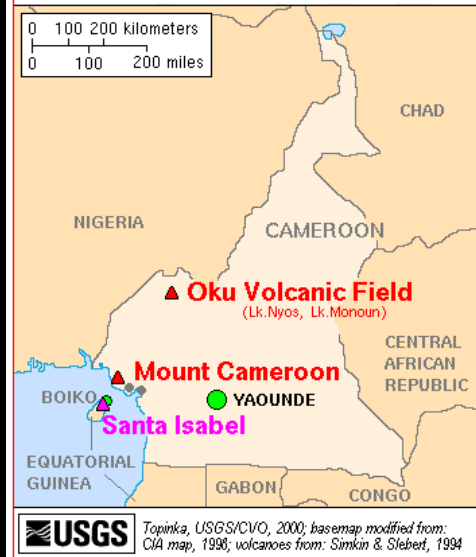 0 100 200 kilometers
0 100 200 miles
CHAD
NIGERIA
CAMEROON
Oku Volcanic Field
(Lk.Nyos, Lk.Monoun)
CENTRAL
AFRICAN
REPUBLIC
Mount Cameroon
BOIKO
YAOUNDE
Santa Isabel
EQUATORIAL
GUINEA
GABON
CONGO
USGS
Topinka, USGS/CVO, 2000; basemap modified from:
CIA map, 1996; volcanoes from: Simkin & Siebert, 1994